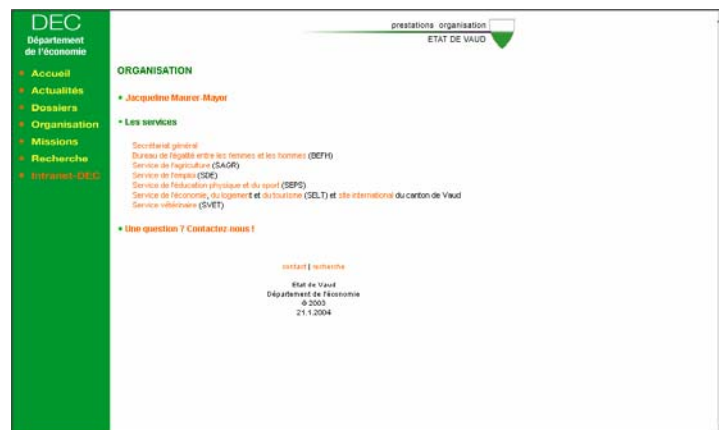 DEC
Département
de l'économie
Accueil
Actualités
Dossiers
Organisation
Missions
Recherche
Intranet-DEC
prestations organisation
ETAT DE VAUD
ORGANISATION
Jacqueline Maurer-Mayor
Les services
Secrétariat général
Bureau de l'égalité entre les femmes et les hommes (BEFH)
Service de l'agriculture (SAGR)
Service de l'emploi (SDE)
Service de l'éducation physique et du sport (SEPS)
Service de l'économie, du logement et du tourisme (SELT) et site international du canton de Vaud
Service vétérinaire (SVET)
Une question ? Contactez-nous !
contact | recherche
Etat de Vaud
Département de l'économie
© 2003
21.1.2004